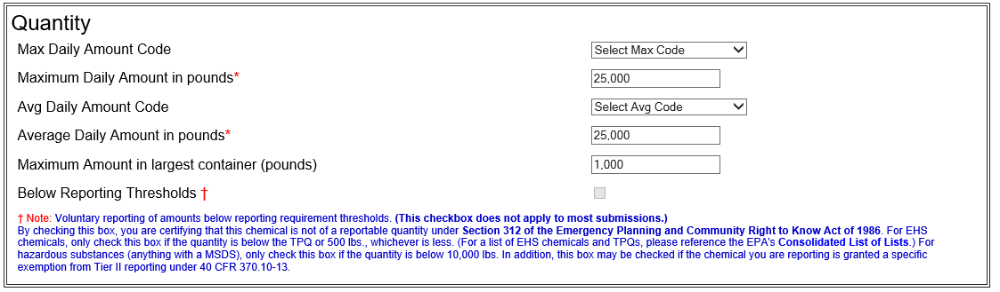 Quantity
Max Daily Amount Code Select Max Code
Maximum Daily Amount in pounds* 25,000
Avg Daily Amount Code Select Avg Code
Average Daily Amount in pounds* 25,000
Maximum Amount in largest container (pounds) 1,000
Below Reporting Thresholds †
† Note: Voluntary reporting of amounts below reporting requirement thresholds. (This checkbox does not apply to most submissions.)
By checking this box, you are certifying that this chemical is not of a reportable quantity under Section 312 of the Emergency Planning and Community Right to Know Act of 1986. For EHS
chemicals, only check this box if the quantity is below the TPQ or 500 lbs., whichever is less. (For a list of EHS chemicals and TPQs, please reference the EPA's Consolidated List of Lists.) For
hazardous substances (anything with a MSDS), only check this box if the quantity is below 10,000 lbs. In addition, this box may be checked if the chemical you are reporting is granted a specific
exemption from Tier II reporting under 40 CFR 370.10-13.